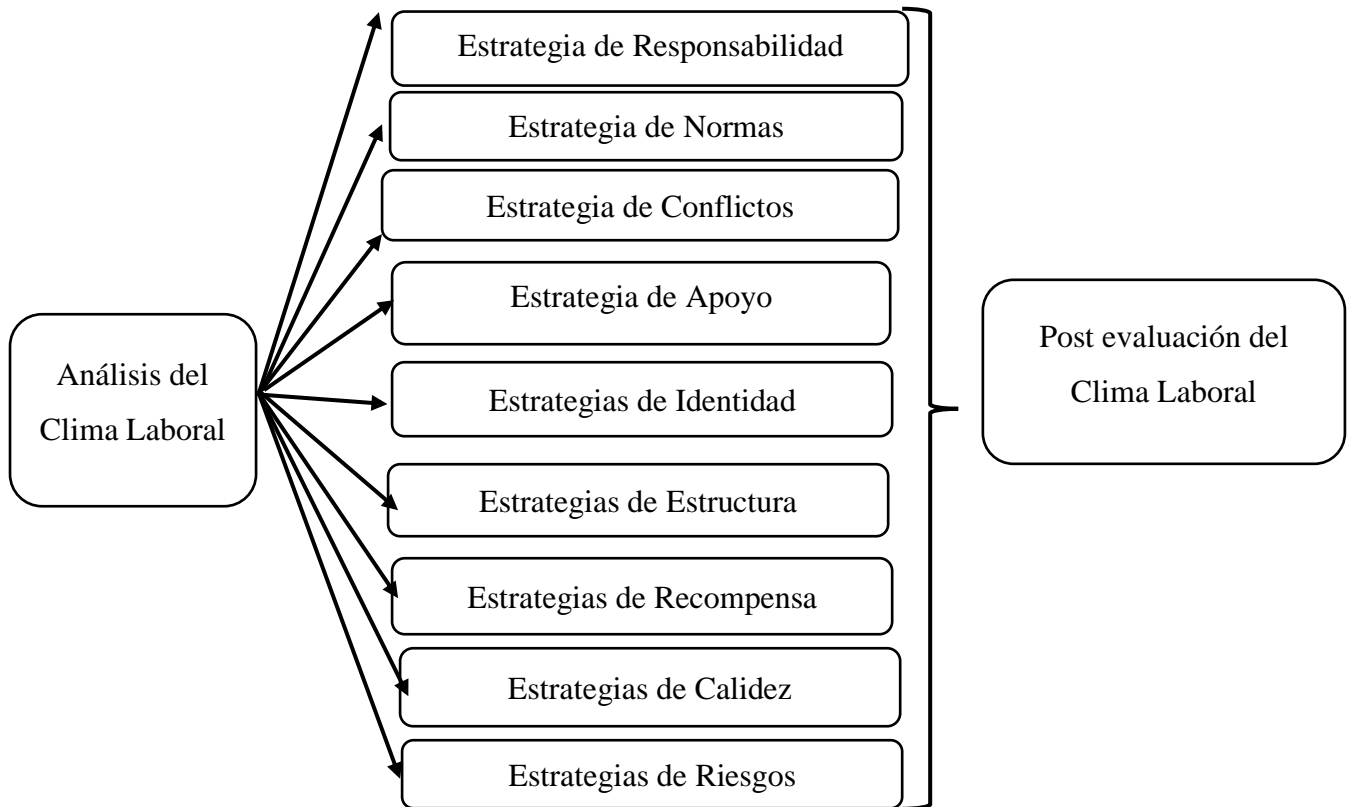 Estrategia de Responsabilidad
Estrategia de Normas
Estrategia de Conflictos
Estrategia de Apoyo
Análisis del
Clima Laboral
Estrategias de Identidad
Estrategias de Estructura
Estrategias de Recompensa
Estrategias de Calidez
Estrategias de Riesgos
Post evaluación del
Clima Laboral